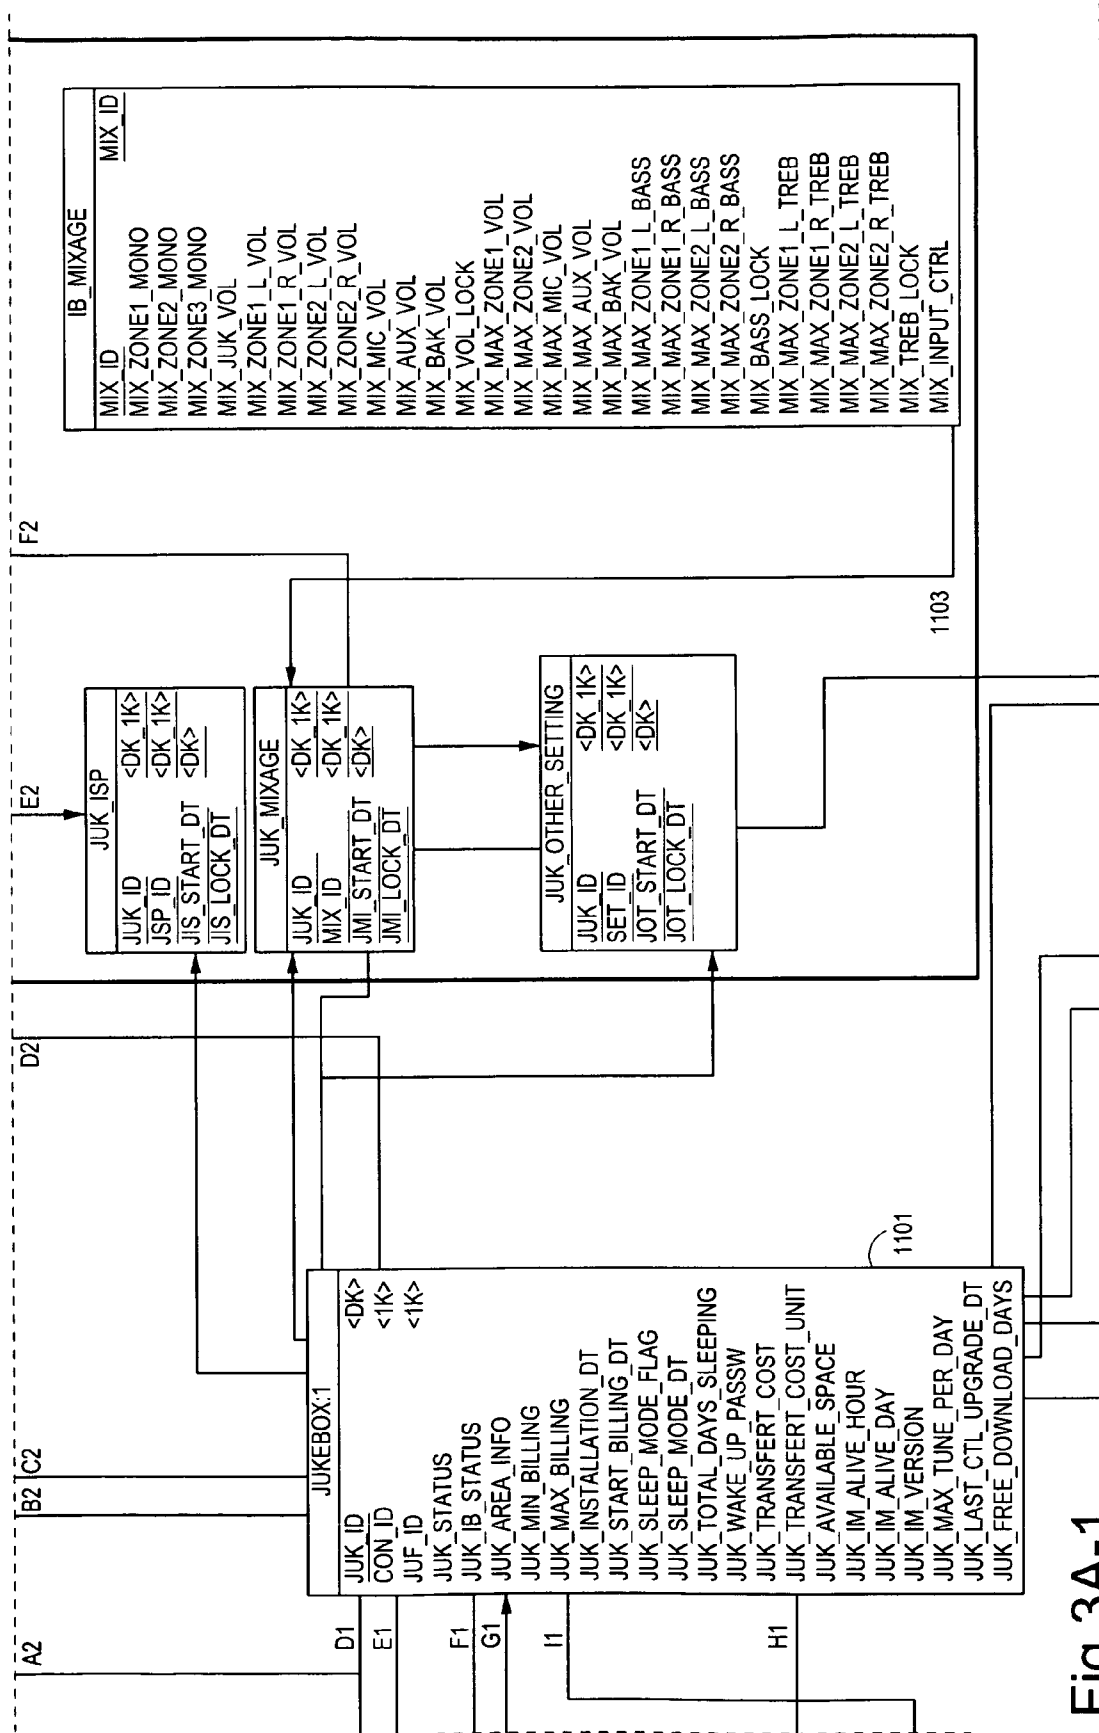 A2
B2
C2
D2
E2
F2
D1
E1
F1
G1
I1
H1
JUKEBOX:1
JUK_ID <DK>
CON_ID <1K>
JUF_ID <1K>
JUK_STATUS
JUK_IB_STATUS
JUK_AREA_INFO
JUK_MIN_BILLING
JUK_MAX_BILLING
JUK_INSTALLATION_DT
JUK_START_BILLING_DT
JUK_SLEEP_MODE_FLAG
JUK_SLEEP_MODE_DT
JUK_TOTAL_DAYS_SLEEPING
JUK_WAKE_UP_PASSW
JUK_TRANSFERT_COST
JUK_TRANSFERT_COST_UNIT
JUK_AVAILABLE_SPACE
JUK_IM_ALIVE_HOUR
JUK_IM_ALIVE_DAY
JUK_IM_VERSION
JUK_MAX_TUNE_PER_DAY
JUK_LAST_CTL_UPGRADE_DT
JUK_FREE_DOWNLOAD_DAYS
1101
JUK_ISP
JUK_ID <DK_1K>
JSP_ID <DK_1K>
JIS_START_DT <DK>
JIS_LOCK_DT
JUK_MIXAGE
JUK_ID <DK_1K>
MIX_ID <DK_1K>
JMI_START_DT <DK>
JMI_LOCK_DT
JUK_OTHER_SETTING
JUK_ID <DK_1K>
SET_ID <DK_1K>
JOT_START_DT <DK>
JOT_LOCK_DT
1103
IB_MIXAGE
MIX_ID MIX_ID
MIX_ZONE1_MONO
MIX_ZONE2_MONO
MIX_ZONE3_MONO
MIX_JUK_VOL
MIX_ZONE1_L_VOL
MIX_ZONE1_R_VOL
MIX_ZONE2_L_VOL
MIX_ZONE2_R_VOL
MIX_MIC_VOL
MIX_AUX_VOL
MIX_BAK_VOL
MIX_VOL_LOCK
MIX_MAX_ZONE1_VOL
MIX_MAX_ZONE2_VOL
MIX_MAX_MIC_VOL
MIX_MAX_AUX_VOL
MIX_MAX_BAK_VOL
MIX_MAX_ZONE1_L_BASS
MIX_MAX_ZONE1_R_BASS
MIX_MAX_ZONE2_L_BASS
MIX_MAX_ZONE2_R_BASS
MIX_BASS_LOCK
MIX_MAX_ZONE1_L_TREB
MIX_MAX_ZONE1_R_TREB
MIX_MAX_ZONE2_L_TREB
MIX_MAX_ZONE2_R_TREB
MIX_TREB_LOCK
MIX_INPUT_CTRL
Fig.3A-1